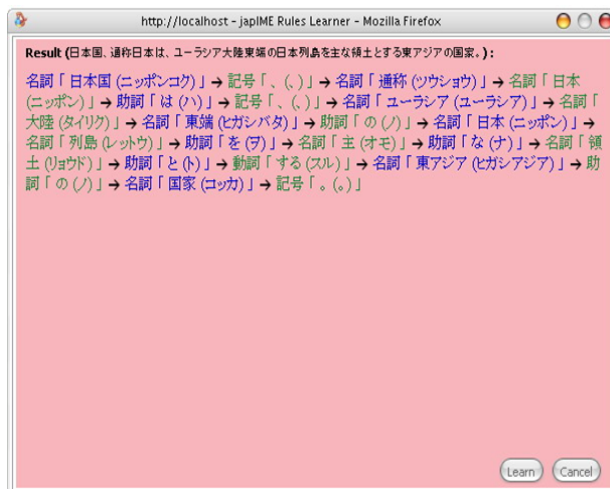 http://localhost - japIME Rules Learner - Mozilla Firefox
Result (日本国、通称日本は、ユーラシア大陸東端の日本列島を主な領土とする東アジアの国家。):
名詞「日本国 (ニッポンコク)」→ 記号「、(、)」→ 名詞「通称 (ツウショウ)」→ 名詞「日本
(ニッポン)」→ 助詞「は (ハ)」→ 記号「、(、)」→ 名詞「ユーラシア (ユーラシア)」→ 名詞「
大陸 (タイリク)」→ 名詞「東端 (ヒガシバタ)」→ 助詞「の (ノ)」→ 名詞「日本 (ニッポン)」→
名詞「列島 (レットウ)」→ 助詞「を (ヲ)」→ 名詞「主 (オモ)」→ 助詞「な (ナ)」→ 名詞「領
土 (リョウド)」→ 助詞「と (ト)」→ 動詞「する (スル)」→ 名詞「東アジア (ヒガシアジア)」→ 助
詞「の (ノ)」→ 名詞「国家 (コッカ)」→ 記号「。(。)」
Learn Cancel